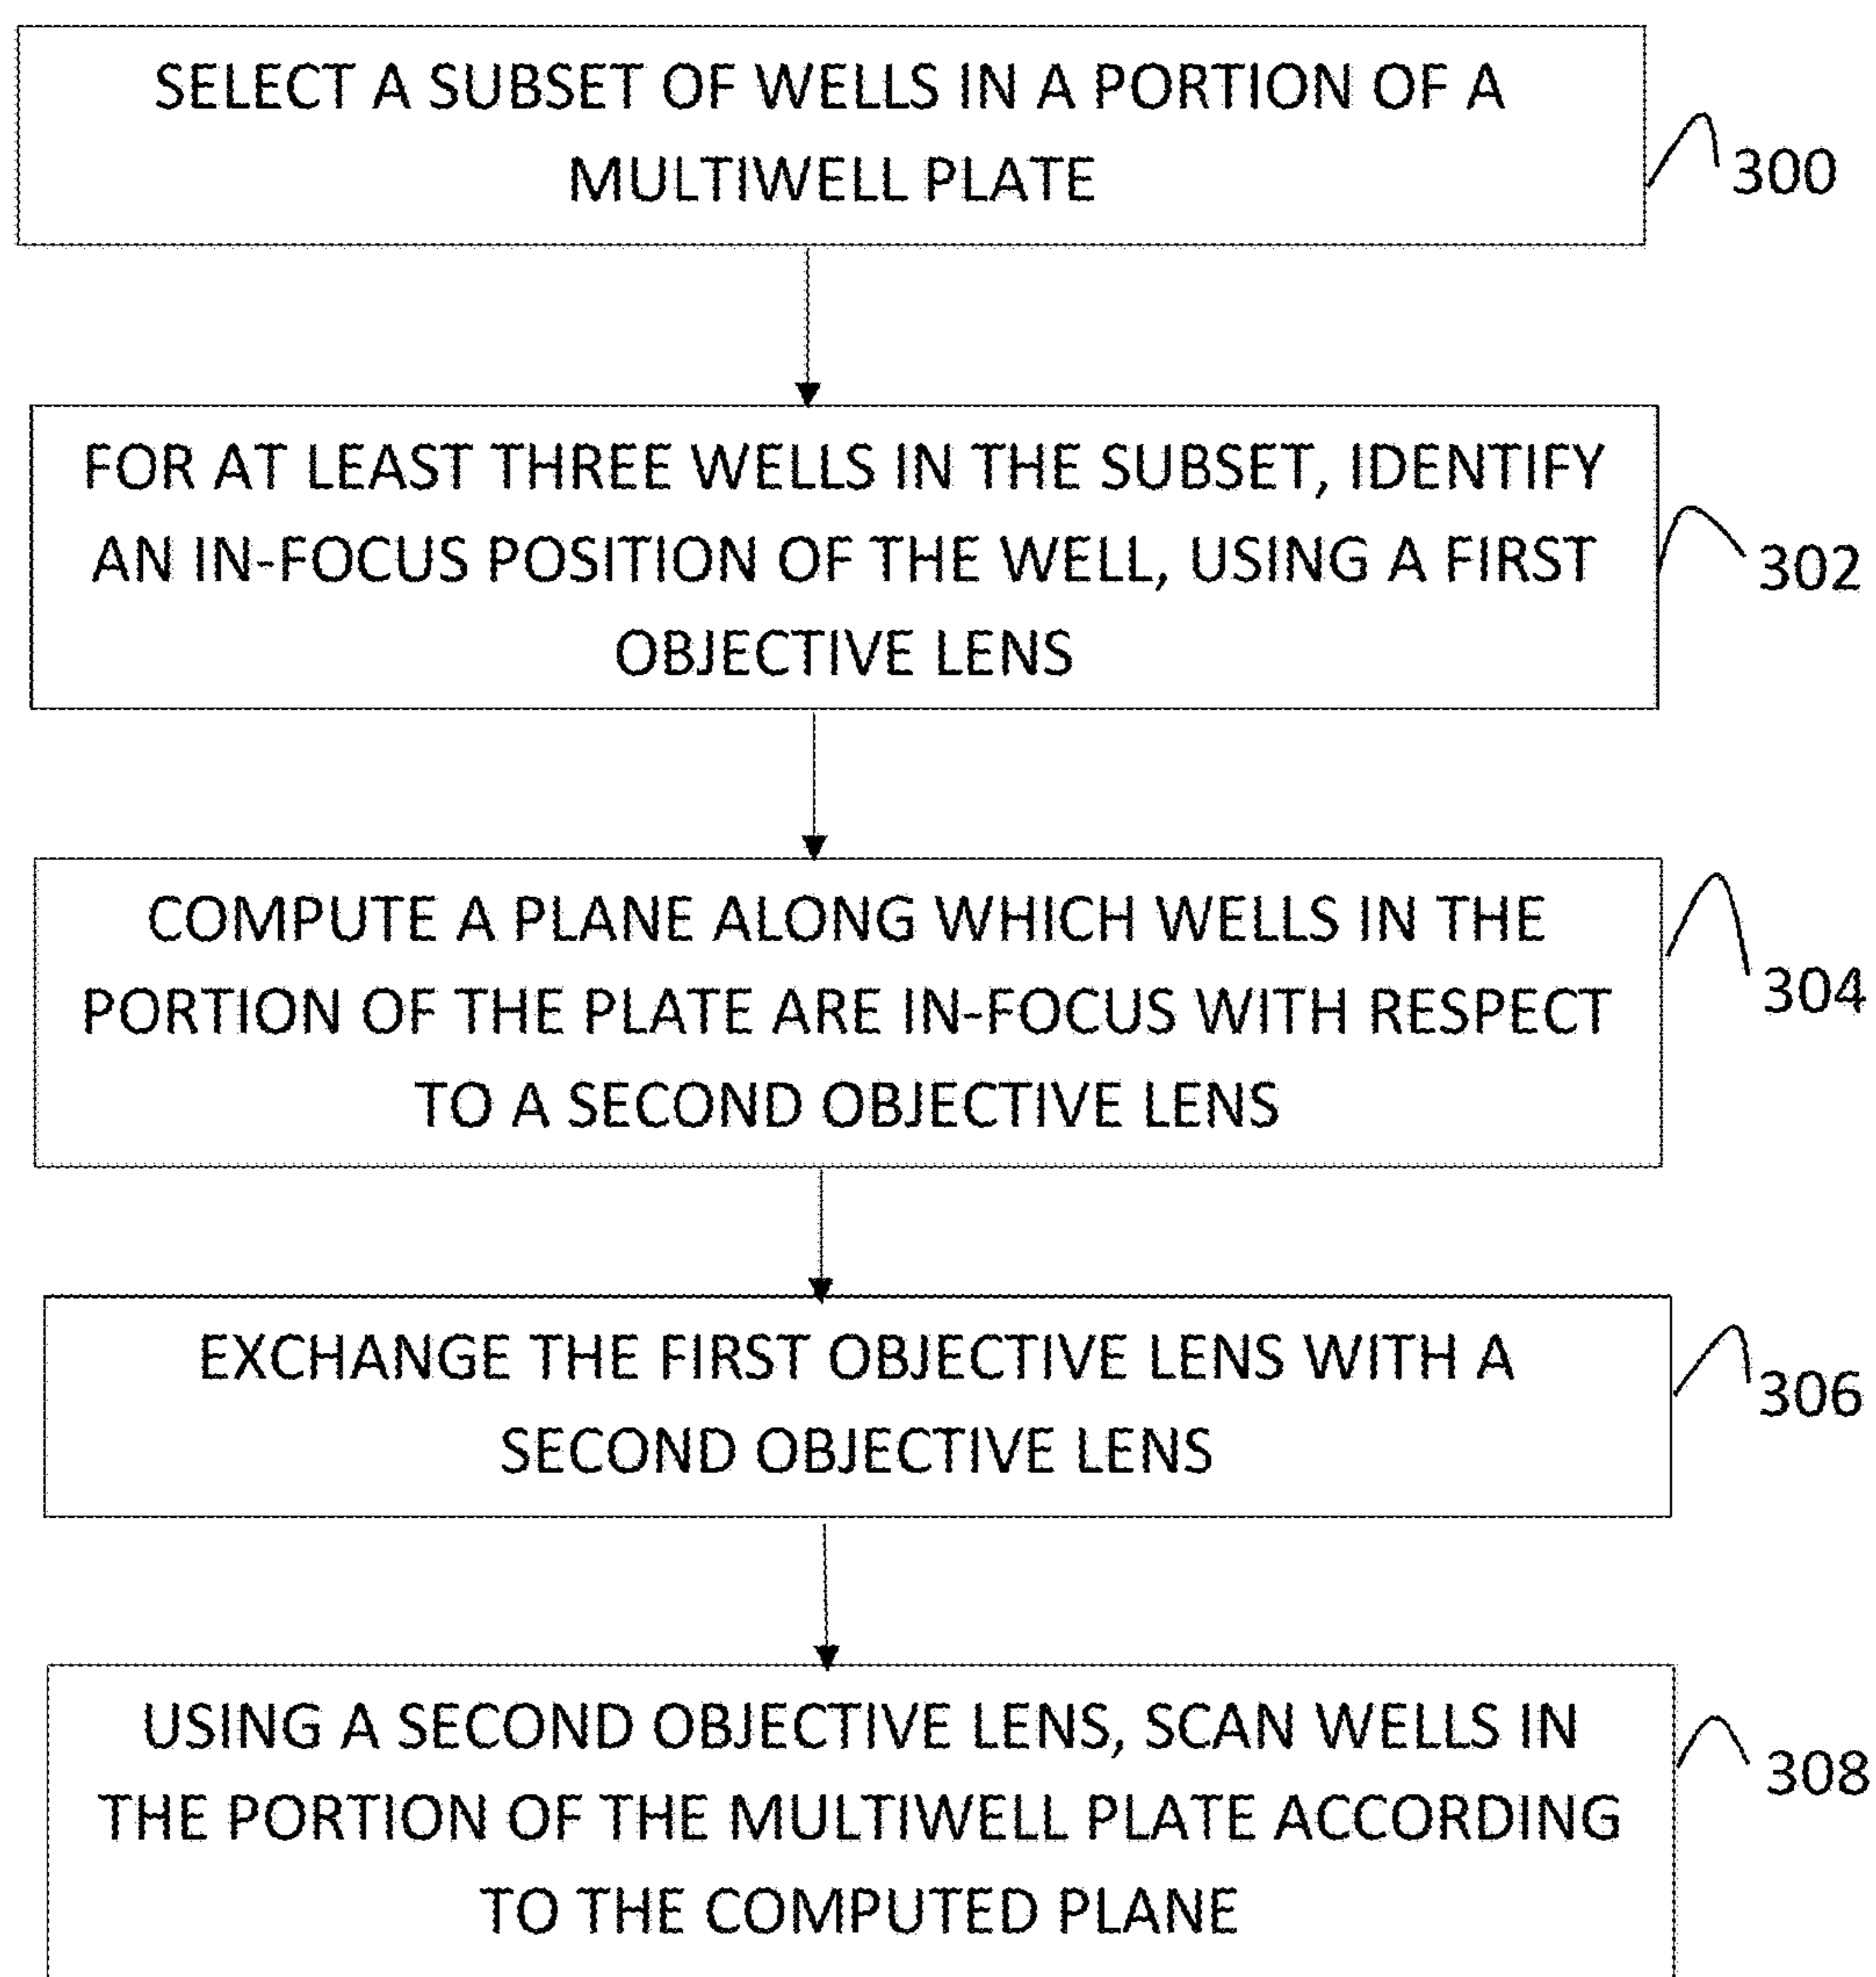 SELECT A SUBSET OF WELLS IN A PORTION OF A
MULTIWELL PLATE
300
FOR AT LEAST THREE WELLS IN THE SUBSET, IDENTIFY
AN IN-FOCUS POSITION OF THE WELL, USING A FIRST
OBJECTIVE LENS
302
COMPUTE A PLANE ALONG WHICH WELLS IN THE
PORTION OF THE PLATE ARE IN-FOCUS WITH RESPECT
TO A SECOND OBJECTIVE LENS
304
EXCHANGE THE FIRST OBJECTIVE LENS WITH A
SECOND OBJECTIVE LENS
306
USING A SECOND OBJECTIVE LENS, SCAN WELLS IN
THE PORTION OF THE MULTIWELL PLATE ACCORDING
TO THE COMPUTED PLANE
308